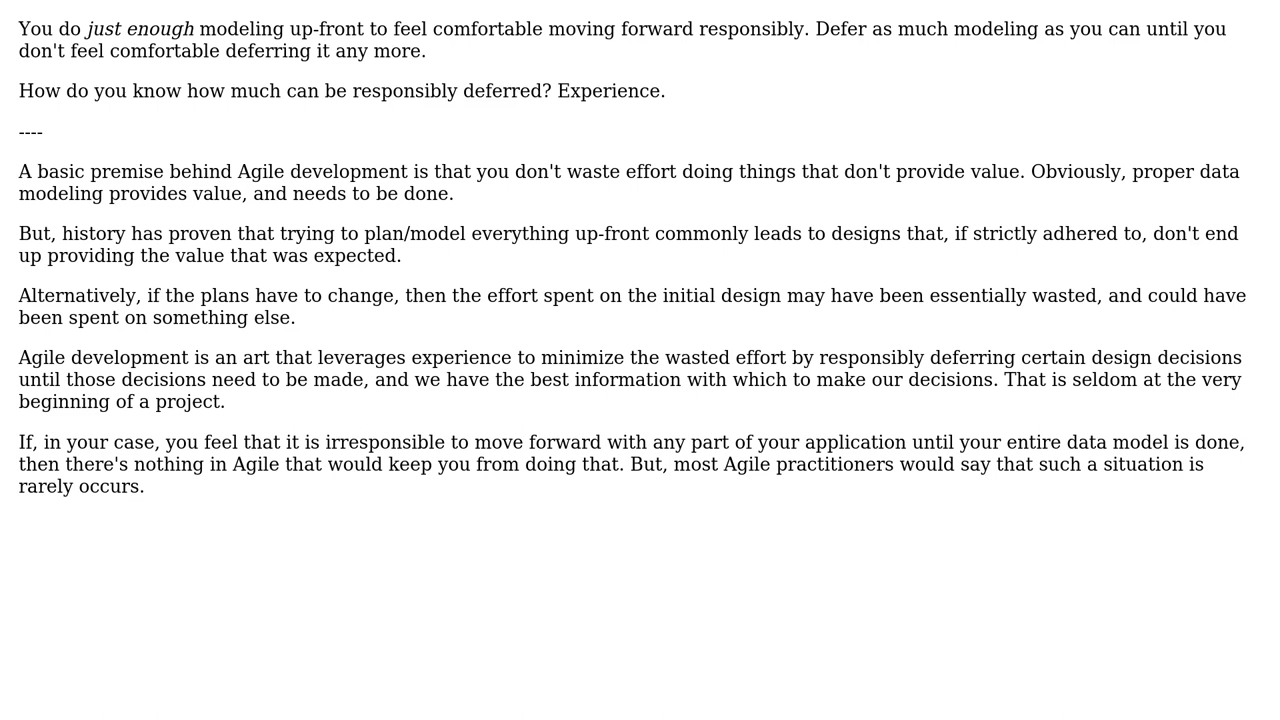 You do just enough modeling up-front to feel comfortable moving forward responsibly. Defer as much modeling as you can until you
don't feel comfortable deferring it any more.
How do you know how much can be responsibly deferred? Experience.
----
A basic premise behind Agile development is that you don't waste effort doing things that don't provide value. Obviously, proper data
modeling provides value, and needs to be done.
But, history has proven that trying to plan/model everything up-front commonly leads to designs that, if strictly adhered to, don't end
up providing the value that was expected.
Alternatively, if the plans have to change, then the effort spent on the initial design may have been essentially wasted, and could have
been spent on something else.
Agile development is an art that leverages experience to minimize the wasted effort by responsibly deferring certain design decisions
until those decisions need to be made, and we have the best information with which to make our decisions. That is seldom at the very
beginning of a project.
If, in your case, you feel that it is irresponsible to move forward with any part of your application until your entire data model is done,
then there's nothing in Agile that would keep you from doing that. But, most Agile practitioners would say that such a situation is
rarely occurs.